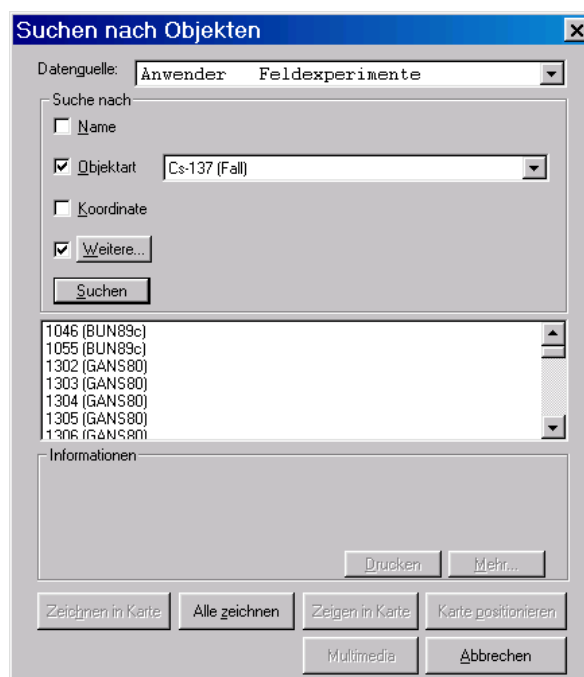 Suchen nach Objekten
Datenquelle: Anwender Feldexperimente
Suche nach
Name
Objektart Cs-137 (Fall)
Koordinate
Weitere...
Suchen
1046 (BUN89c)
1055 (BUN89c)
1302 (GANS80)
1303 (GANS80)
1304 (GANS80)
1305 (GANS80)
1306 (GANS80)
Informationen
Drucken Mehr...
Zeichnen in Karte Alle zeichnen Zeigen in Karte Karte positionieren
Multimedia Abbrechen